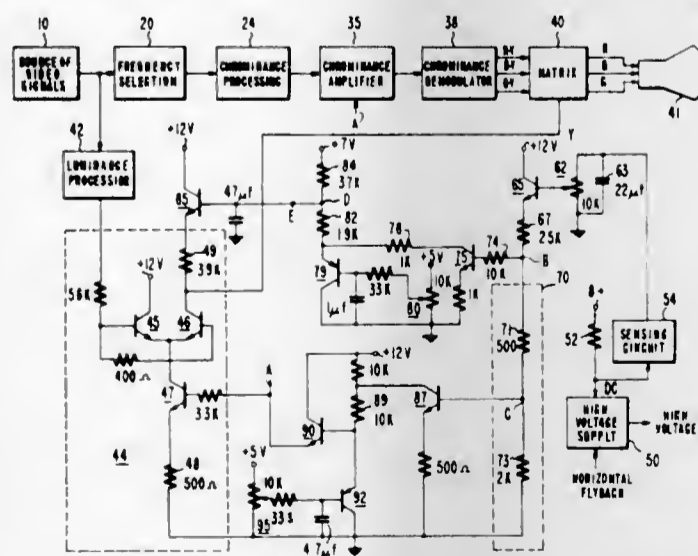 10
20
24
35
38
40
SOURCE OF VIDEO SIGNALS
FREQUENCY SELECTION
CHROMINANCE PROCESSING
CHROMINANCE AMPLIFIER
CHROMINANCE DEMODULATOR
MATRIX
R-Y
B-Y
G-Y
R
B
G
41
42
LUMINANCE PROCESSION
A
Y
+12V
85
47μf
E
+7V
84
37K
D
82
19K
+12V
65
62
10K
63
22μf
67
25K
B
70
49
39K
78
1K
75
74
10K
79
1μf
33K
+5V
10K
80
1K
56K
+12V
45
46
400Ω
71
500
B+
52
54
SENSING CIRCUIT
DC
HIGH VOLTAGE SUPPLY
HIGH VOLTAGE
50
HORIZONTAL FLYBACK
+12V
10K
A
47
33K
90
89
10K
87
C
44
48
500Ω
+5V
10K
33s
95
92
4.7μf
500Ω
73
2K